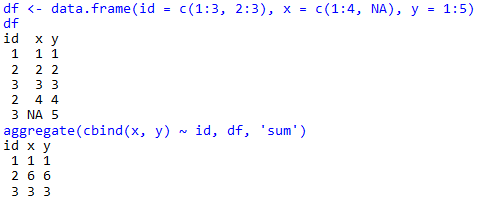 df <- data.frame(id = c(1:3, 2:3), x = c(1:4, NA), y = 1:5)
df
id  x y
 1  1 1
 2  2 2
 3  3 3
 2  4 4
 3 NA 5
aggregate(cbind(x, y) ~ id, df, 'sum')
id x y
 1 1 1
 2 6 6
 3 3 3